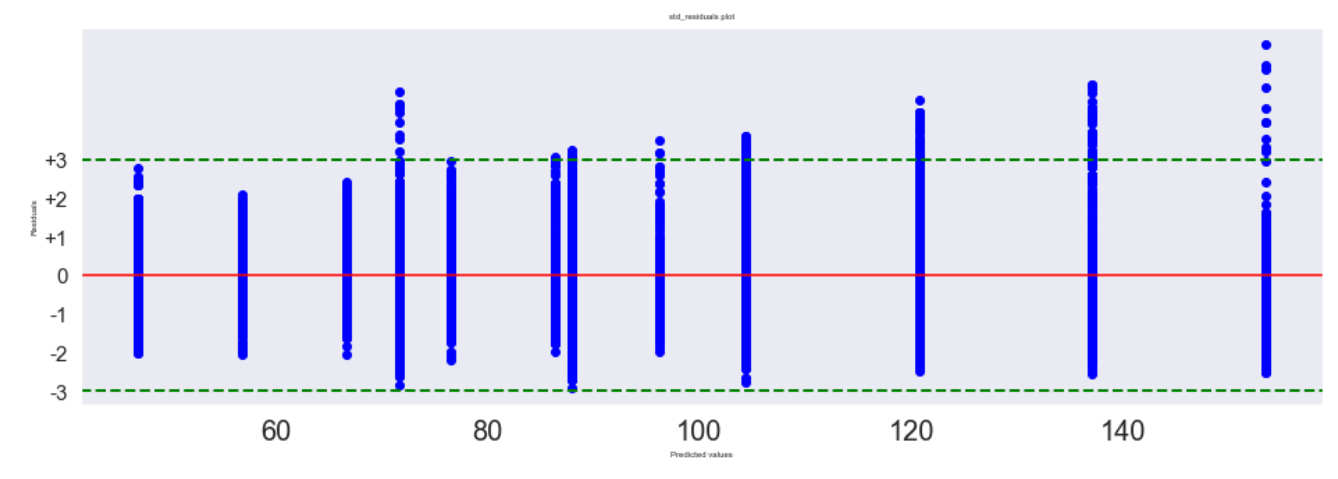 std_residuals plot
Residuals
+3
+2
+1
0
-1
-2
-3
60 80 100 120 140
Predicted values